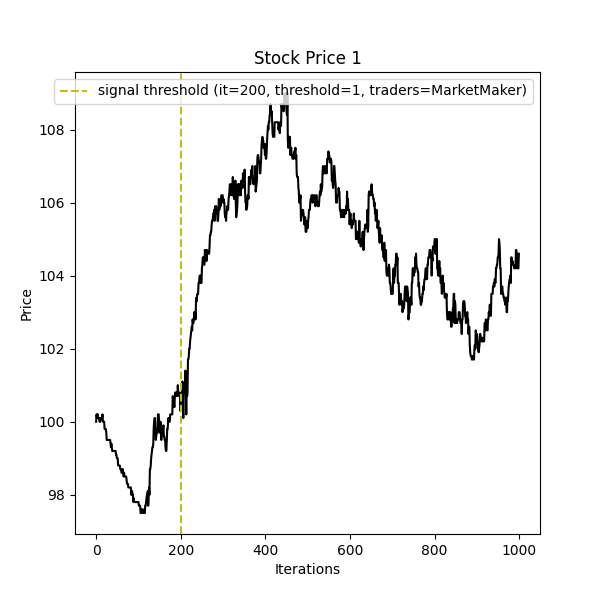 Stock Price 1
signal threshold (it=200, threshold=1, traders=MarketMaker)
108
106
104
102
100
98
Price
0 200 400 600 800 1000
Iterations